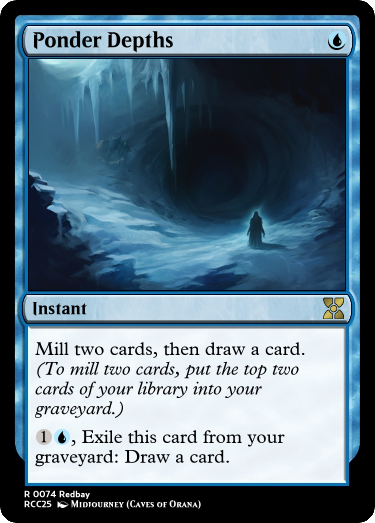 Ponder Depths
Instant
Mill two cards, then draw a card.
(To mill two cards, put the top two
cards of your library into your
graveyard.)
1, Exile this card from your
graveyard: Draw a card.
R 0074 Redbay
RCC25 Midjourney (Caves of Orana)